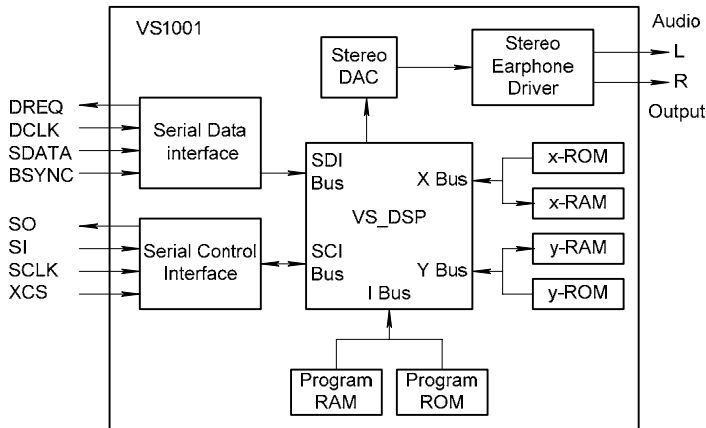 VS1001
Audio
L
R
Output
Stereo
DAC
Stereo
Earphone
Driver
DREQ
DCLK
SDATA
BSYNC
Serial Data
interface
SO
SI
SCLK
XCS
Serial Control
Interface
SDI
Bus
X Bus
VS_DSP
SCI
Bus
Y Bus
I Bus
x-ROM
x-RAM
y-RAM
y-ROM
Program
RAM
Program
ROM